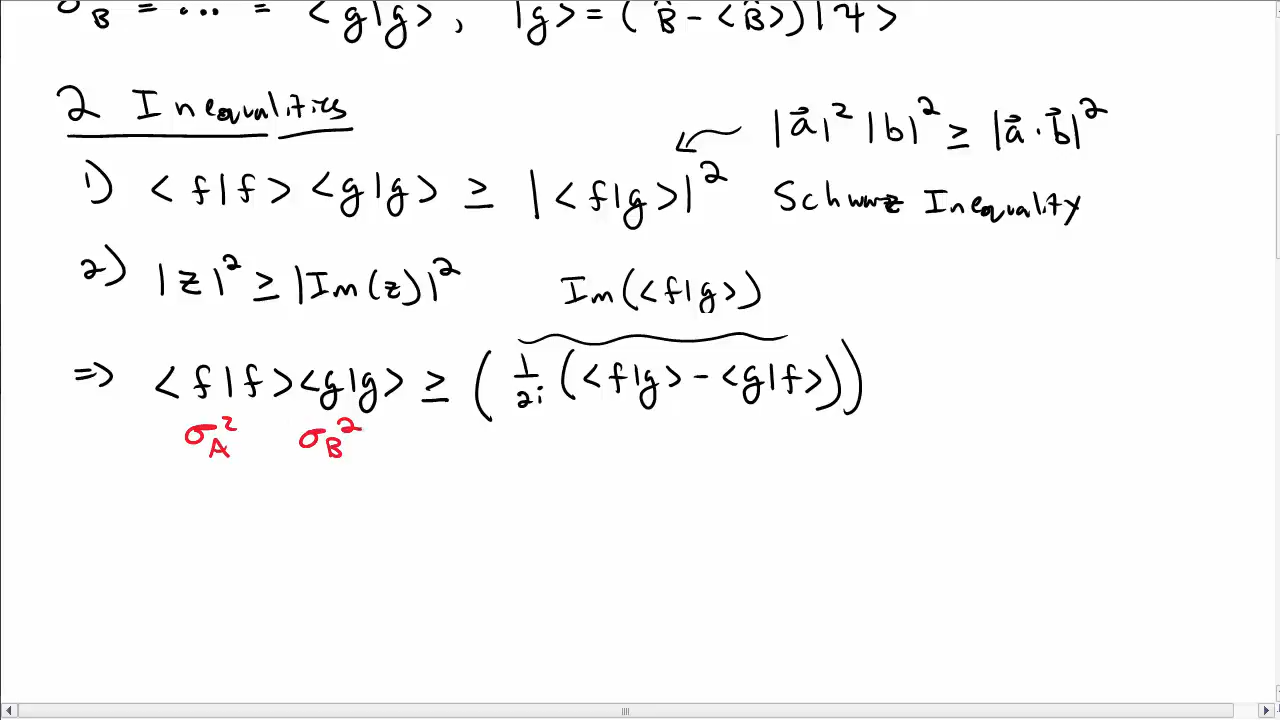 σ_B = ... = <g|g>, |g> = (B̂ - <B̂>)|Ψ>
2 Inequalities
1) <f|f><g|g> ≥ |<f|g>|² ↙ |a⃗|² |b|² ≥ |a⃗·b⃗|²
Schwarz Inequality
2) |z|² ≥ |Im(z)|² Im(<f|g>)
=> <f|f><g|g> ≥ (1/2i (<f|g> - <g|f>))
σ_A² σ_B²